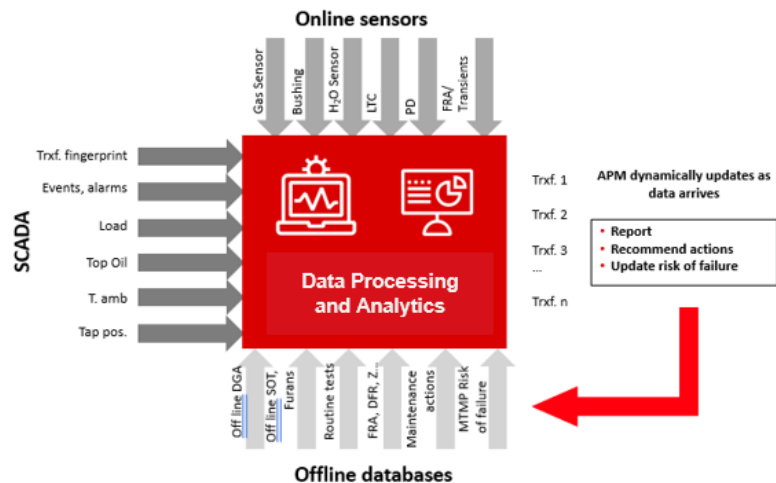 Online sensors
Gas Sensor
Bushing
H₂O Sensor
LTC
PD
FRA/
Transients
SCADA
Trxf. fingerprint
Events, alarms
Load
Top Oil
T. amb
Tap pos.
Data Processing
and Analytics
Trxf. 1
Trxf. 2
Trxf. 3
...
Trxf. n
APM dynamically updates as
data arrives
• Report
• Recommend actions
• Update risk of failure
Off line DGA
Off line SOT,
Furans
Routine tests
FRA, DFR, Z...
Maintenance
actions
MTMP Risk
of failure
Offline databases